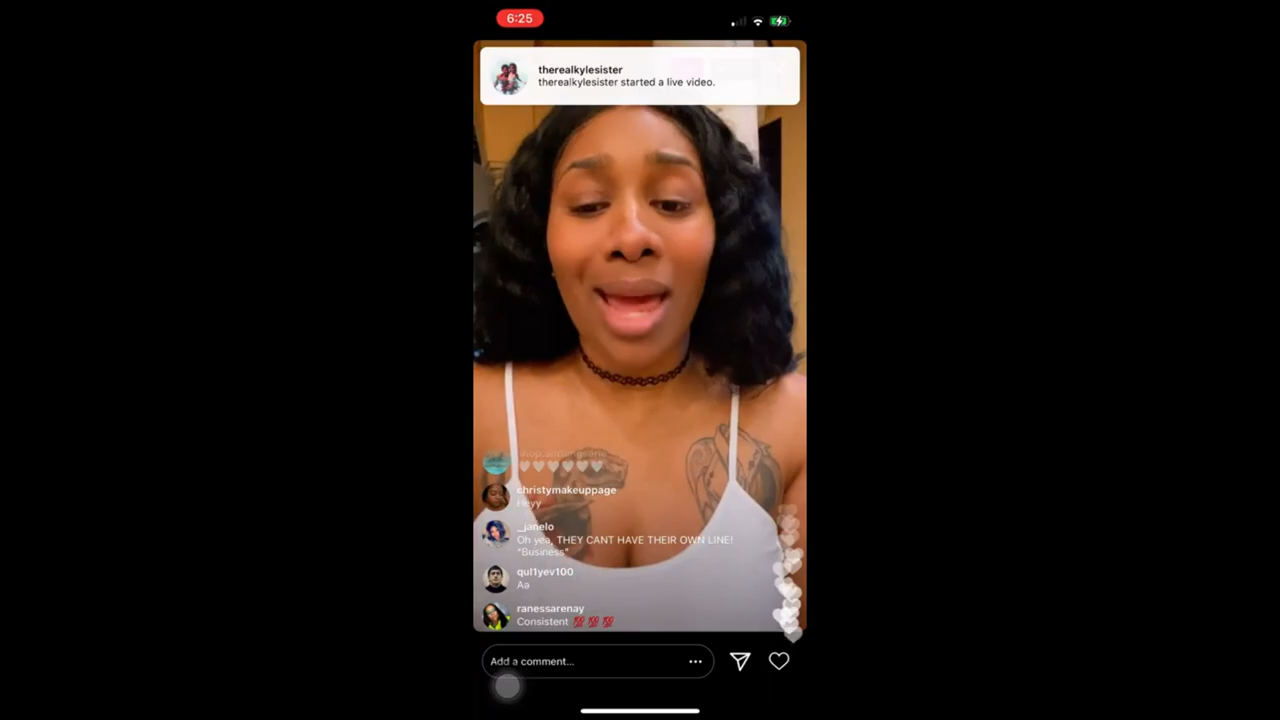 6:25
therealkylesister
therealkylesister started a live video.
christymakeuppage
Heyy
_janelo
Oh yea, THEY CANT HAVE THEIR OWN LINE!
"Business"
qul1yev100
Aə
ranessarenay
Consistent 💯 💯 💯
Add a comment...